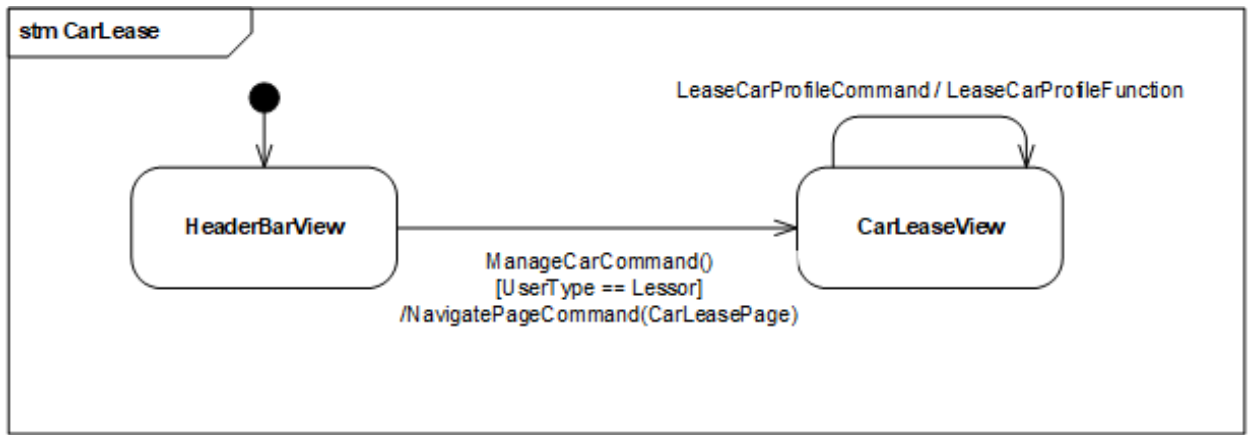 stm CarLease
LeaseCarProfileCommand / LeaseCarProfileFunction
HeaderBarView
CarLeaseView
ManageCarCommand()
[UserType == Lessor]
/NavigatePageCommand(CarLeasePage)